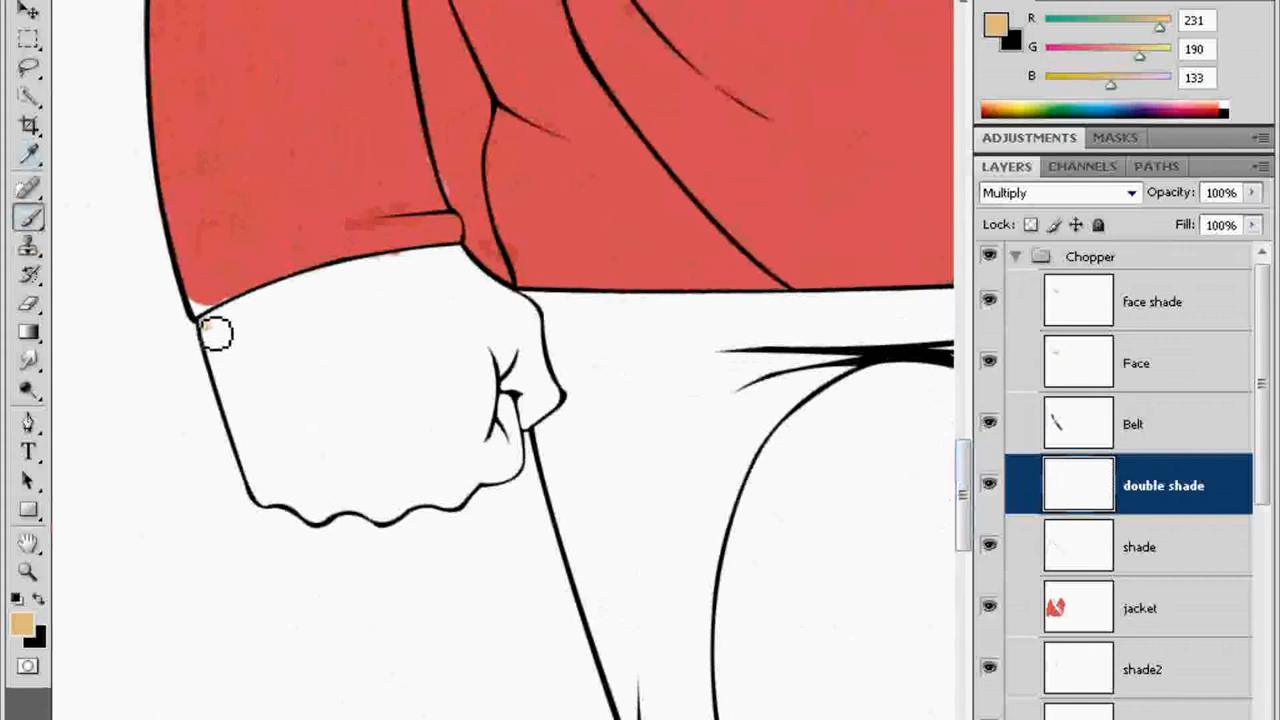 R 231
G 190
B 133
ADJUSTMENTS MASKS
LAYERS CHANNELS PATHS
Multiply Opacity: 100%
Lock: Fill: 100%
Chopper
face shade
Face
Belt
double shade
shade
jacket
shade2
T